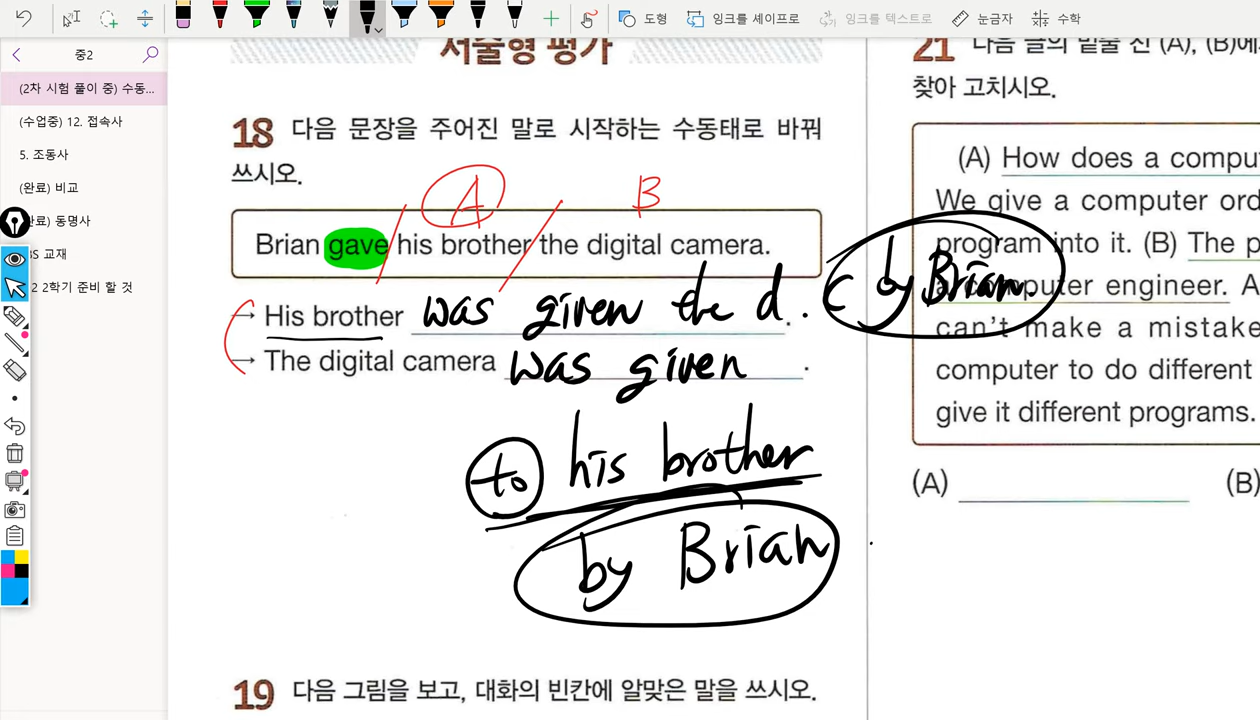 도형
잉크를 셰이프로
잉크를 텍스트로
눈금자
수학
중2
(2차 시험 풀이 중) 수동...
(수업중) 12. 접속사
5. 조동사
(완료) 비교
료) 동명사
BS 교재
2 2학기 준비 할 것
서술형 평가
18 다음 문장을 주어진 말로 시작하는 수동태로 바꿔
쓰시오.
A B
Brian gave his brother the digital camera.
→ His brother was given the d. c by Brian.
→ The digital camera was given .
to his brother
by Brian .
19 다음 그림을 보고, 대화의 빈칸에 알맞은 말을 쓰시오.
21 다음 글의 밑줄 친 (A), (B)에
찾아 고치시오.
(A) How does a compu
We give a computer ord
program into it. (B) The p
computer engineer. A
can't make a mistake
computer to do different
give it different programs.
(A) (B)